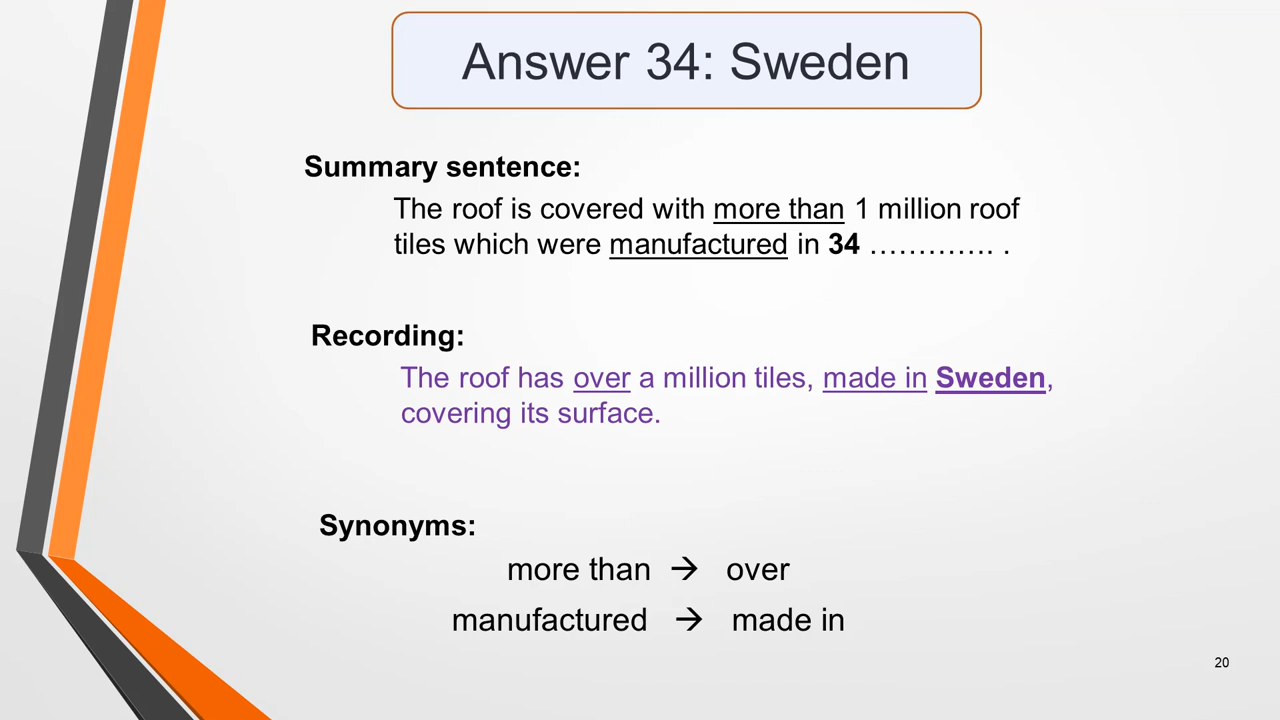 Answer 34: Sweden
Summary sentence:
The roof is covered with more than 1 million roof
tiles which were manufactured in 34 …………. .
Recording:
The roof has over a million tiles, made in Sweden,
covering its surface.
Synonyms:
more than → over
manufactured → made in
20